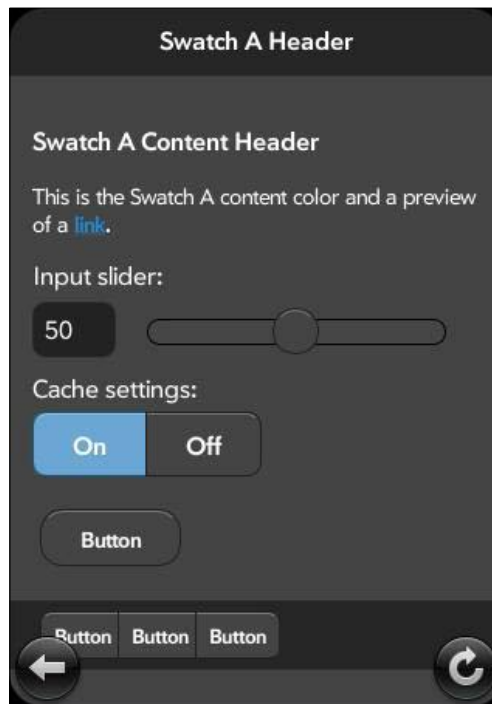 Swatch A Header
Swatch A Content Header
This is the Swatch A content color and a preview
of a link.
Input slider:
50
Cache settings:
On Off
Button
Button Button Button